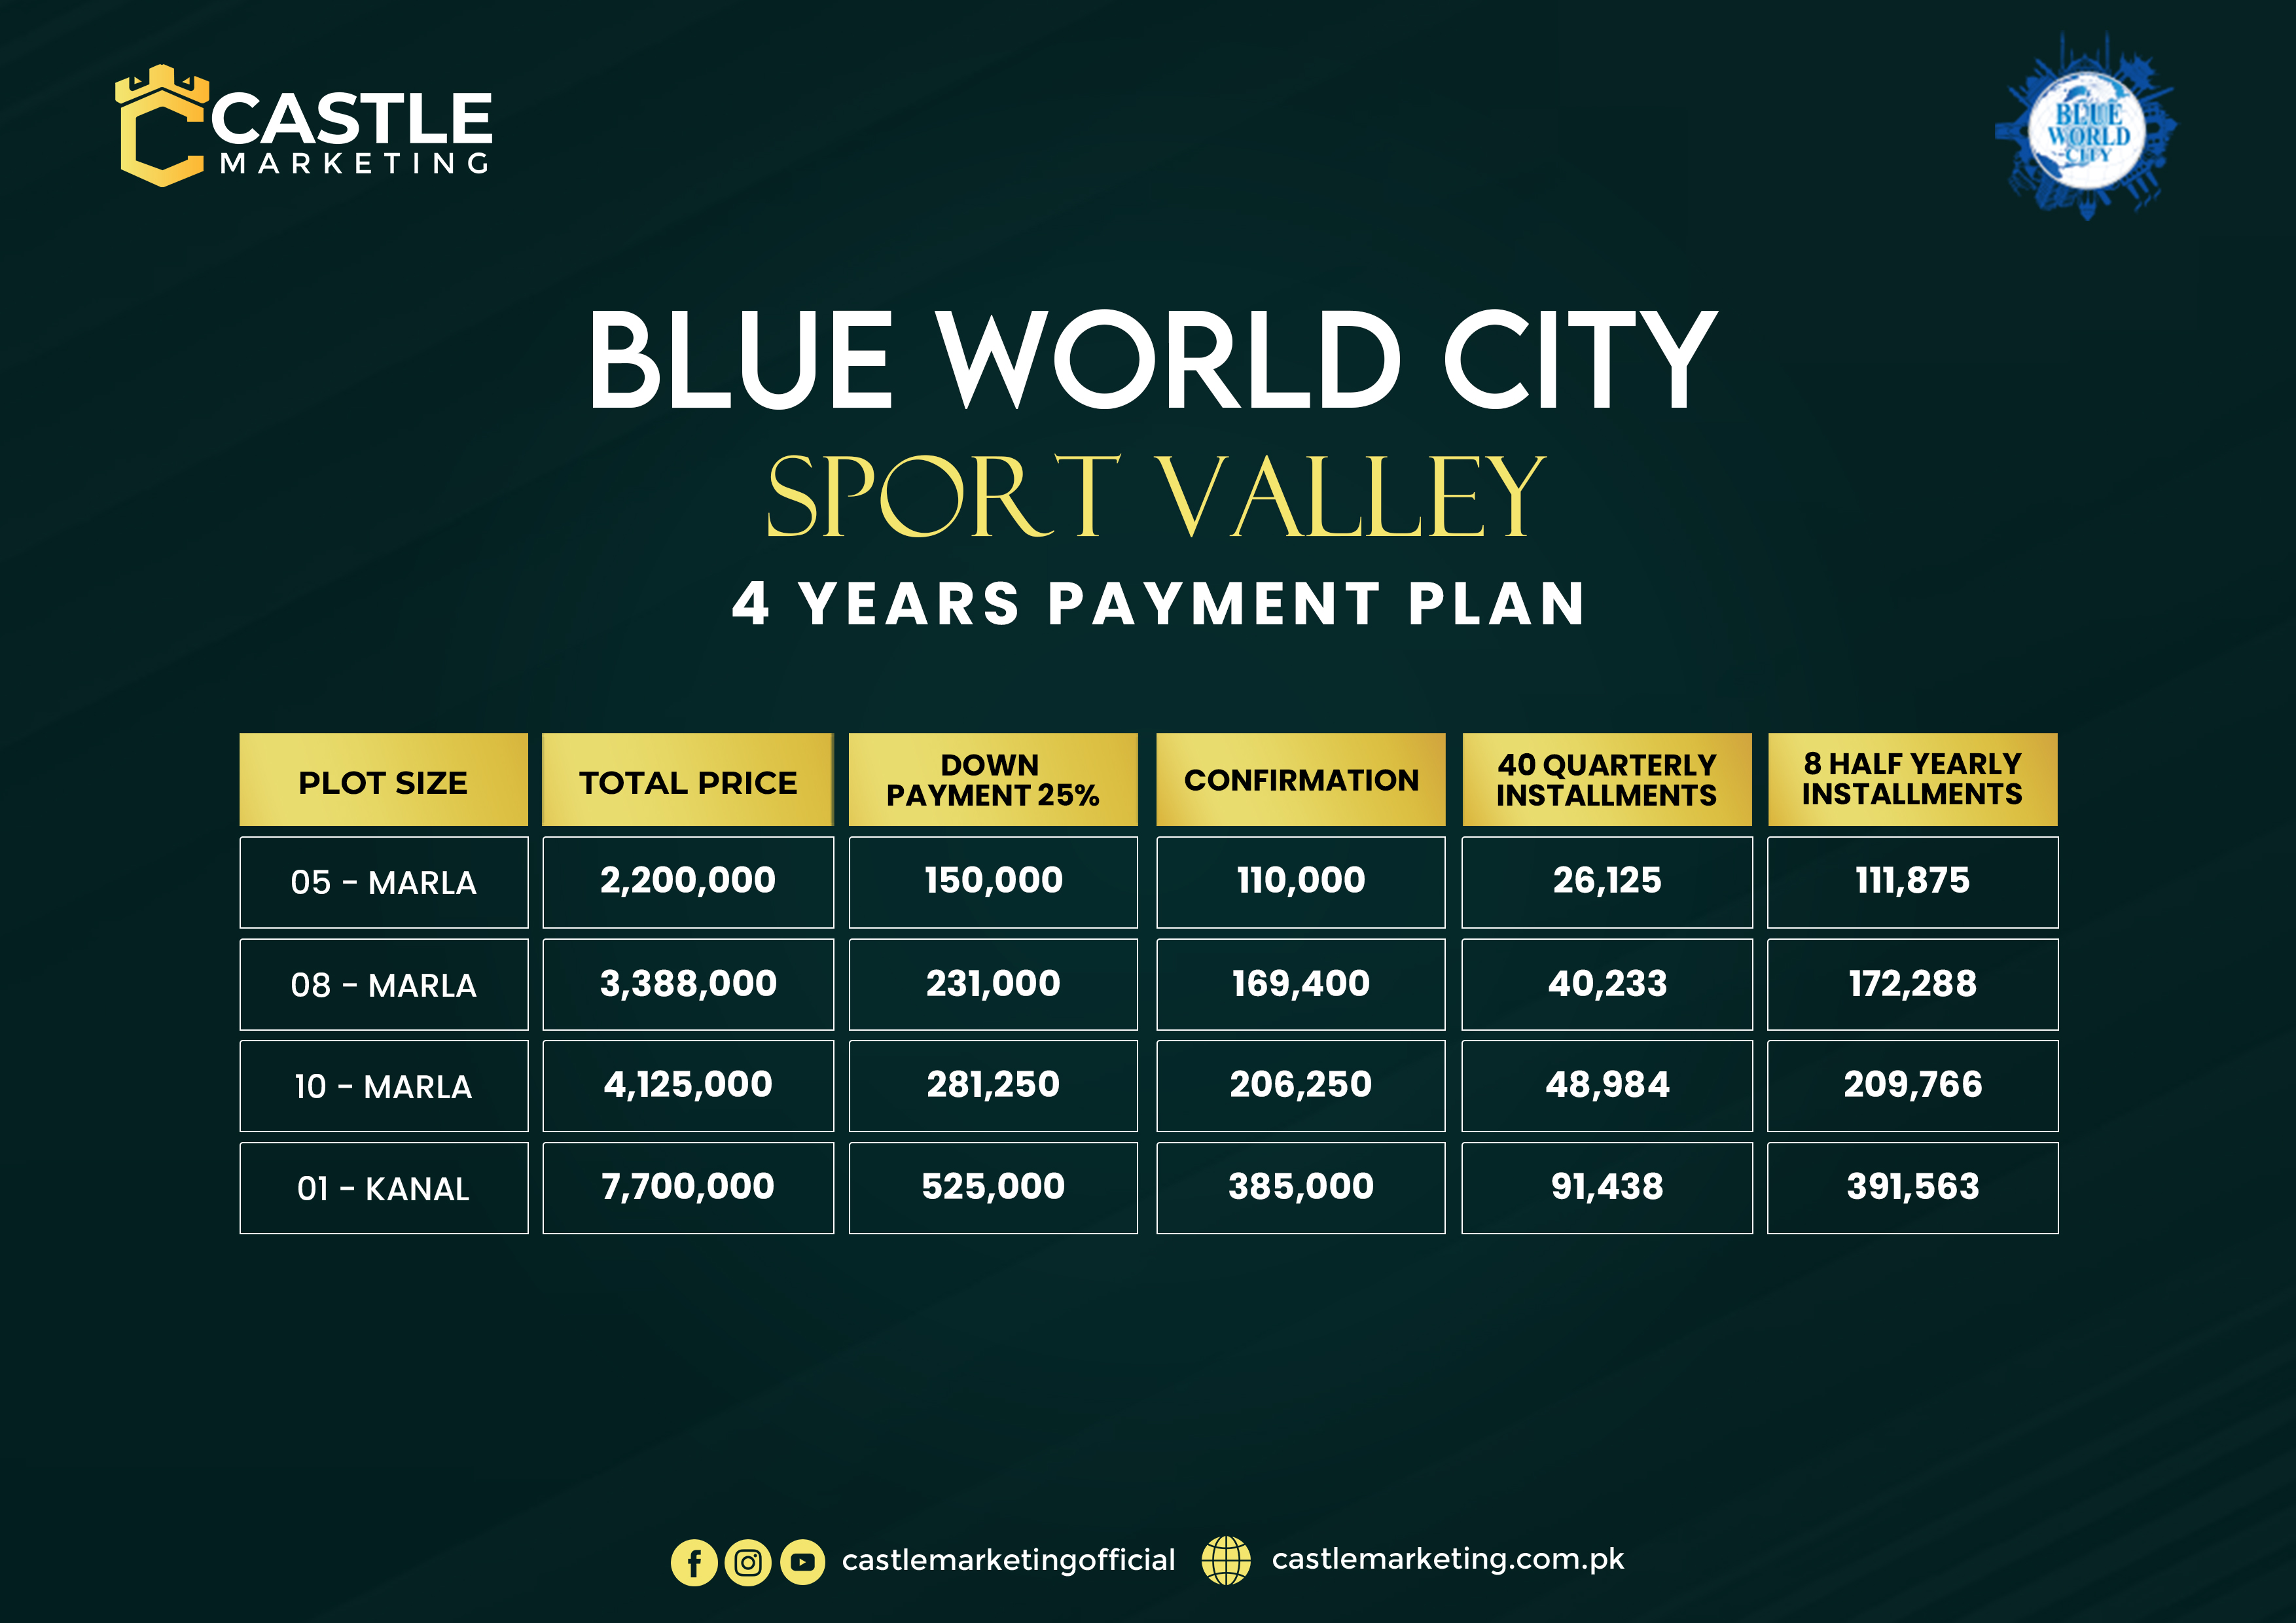 CASTLE
MARKETING
BLUE
WORLD
CITY
BLUE WORLD CITY
SPORT VALLEY
4 YEARS PAYMENT PLAN
PLOT SIZE
TOTAL PRICE
DOWN
PAYMENT 25%
CONFIRMATION
40 QUARTERLY
INSTALLMENTS
8 HALF YEARLY
INSTALLMENTS
05 - MARLA 2,200,000 150,000 110,000 26,125 111,875
08 - MARLA 3,388,000 231,000 169,400 40,233 172,288
10 - MARLA 4,125,000 281,250 206,250 48,984 209,766
01 - KANAL 7,700,000 525,000 385,000 91,438 391,563
castlemarketingofficial castlemarketing.com.pk